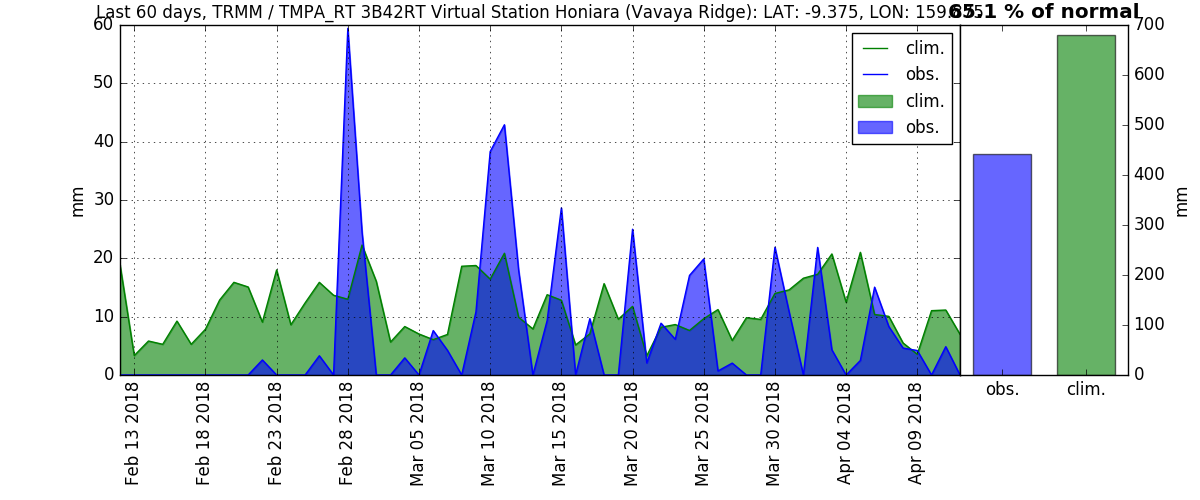 Last 60 days, TRMM / TMPA_RT 3B42RT Virtual Station Honiara (Vavaya Ridge): LAT: -9.375, LON:
65.1 % of normal
60
50
40
30
20
10
0
mm
clim.
obs.
clim.
obs.
700
600
500
400
300
200
100
0
mm
obs.
clim.
Feb 13 2018
Feb 18 2018
Feb 23 2018
Feb 28 2018
Mar 05 2018
Mar 10 2018
Mar 15 2018
Mar 20 2018
Mar 25 2018
Mar 30 2018
Apr 04 2018
Apr 09 2018